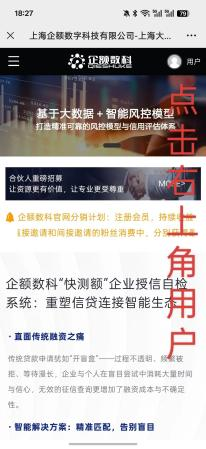 18:27
79
上海企额数字科技有限公司-上海大...
企额数科
QIESHUKE
用户
基于大数据+智能风控模型
打造精准可靠的风控模型与信用评估体系
合伙人重磅招募
让资源更有价值，让专业更受尊重
MORE
企额数科官网分销计划：注册会员，持续收
接邀请和间接邀请的粉丝消费中，分别获
点击右上角用户
企额数科“快测额”企业授信自检
系统：重塑信贷连接智能生态
· 直面传统融资之痛
传统贷款申请犹如“开盲盒”——过程不透明、频繁被
拒、等待漫长，企业与个人在盲目尝试中消耗大量时间
与信心，无效的征信查询更增加了融资成本与不确定
性。
· 智能解决方案：精准匹配，告别盲目